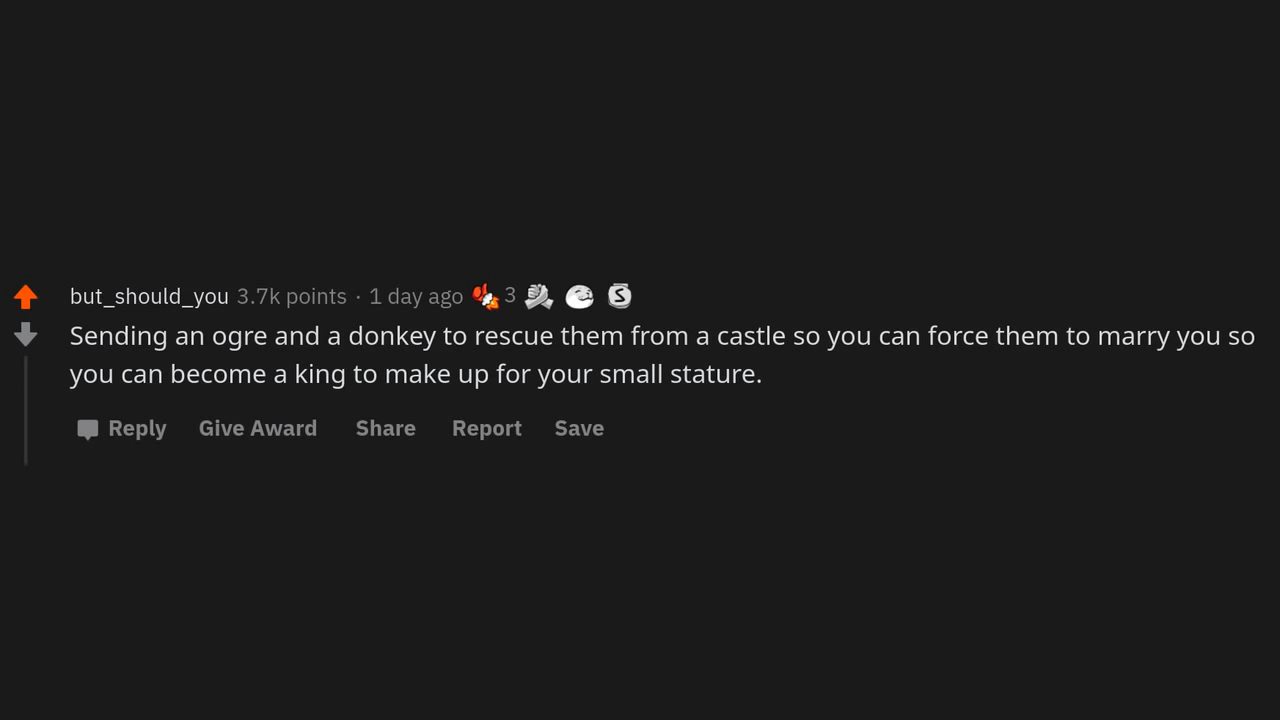 but_should_you 3.7k points · 1 day ago 3 S
Sending an ogre and a donkey to rescue them from a castle so you can force them to marry you so
you can become a king to make up for your small stature.
Reply Give Award Share Report Save